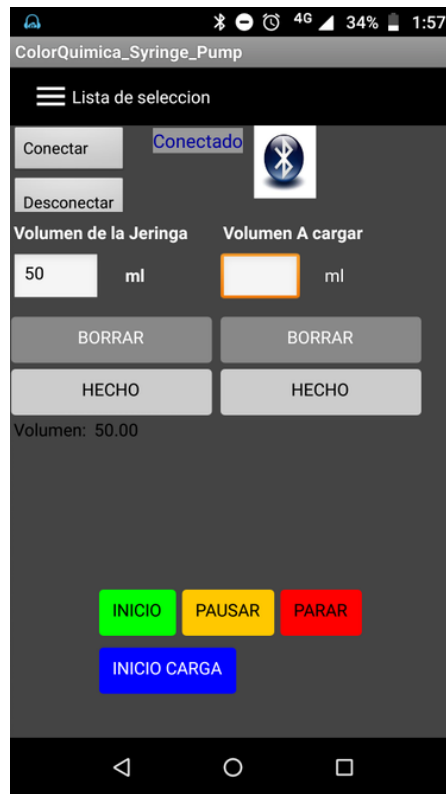 4G 34% 1:57
ColorQuimica_Syringe_Pump
Lista de seleccion
Conectar Conectado
Desconectar
Volumen de la Jeringa Volumen A cargar
50 ml ml
BORRAR BORRAR
HECHO HECHO
Volumen: 50.00
INICIO PAUSAR PARAR
INICIO CARGA